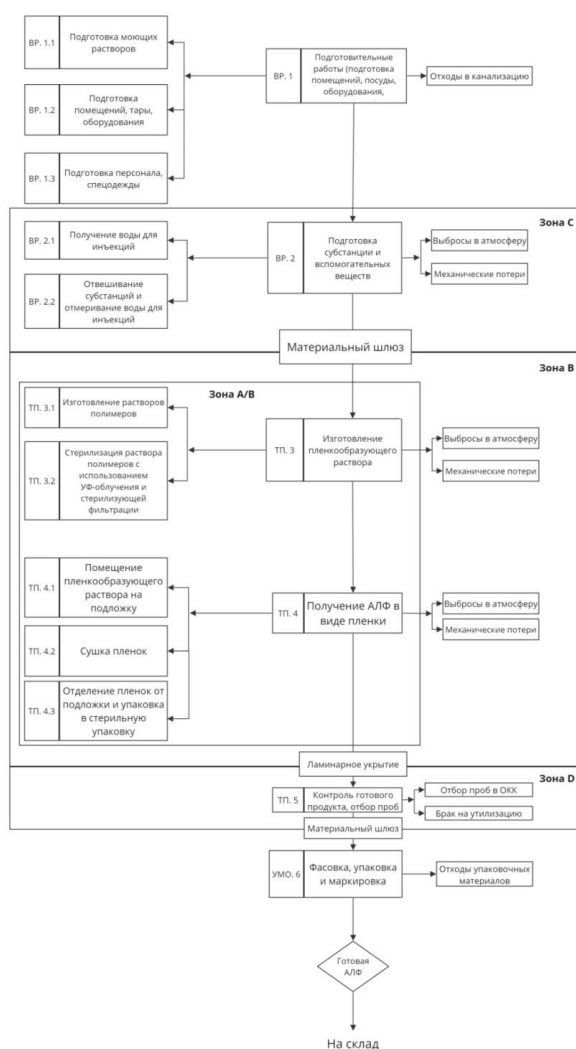 ВР. 1.1
Подготовка моющих
растворов
ВР. 1
Подготовительные
работы (подготовка
помещений, посуды,
оборудования,
Отходы в канализацию
ВР. 1.2
Подготовка
помещений, тары,
оборудования
ВР. 1.3
Подготовка персонала,
спецодежды
Зона C
ВР. 2.1
Получение воды для
инъекций
ВР. 2
Подготовка
субстанции и
вспомогательных
веществ
Выбросы в атмосферу
Механические потери
ВР. 2.2
Отвешивание
субстанций и
отмеривание воды для
инъекций
Материальный шлюз
Зона B
Зона A/B
ТП. 3.1
Изготовление растворов
полимеров
ТП. 3
Изготовление
пленкообразующего
раствора
Выбросы в атмосферу
Механические потери
ТП. 3.2
Стерилизация раствора
полимеров с
использованием
УФ-облучения и
стерилизующей
фильтрации
ТП. 4.1
Помещение
пленкообразующего
раствора на
подложку
ТП. 4
Получение АЛФ в
виде пленки
Выбросы в атмосферу
Механические потери
ТП. 4.2
Сушка пленок
ТП. 4.3
Отделение пленок от
подложки и упаковка
в стерильную
упаковку
Ламинарное укрытие
Зона D
ТП. 5
Контроль готового
продукта, отбор проб
Отбор проб в ОКК
Брак на утилизацию
Материальный шлюз
УМО. 6
Фасовка, упаковка
и маркировка
Отходы упаковочных
материалов
Готовая
АЛФ
На склад